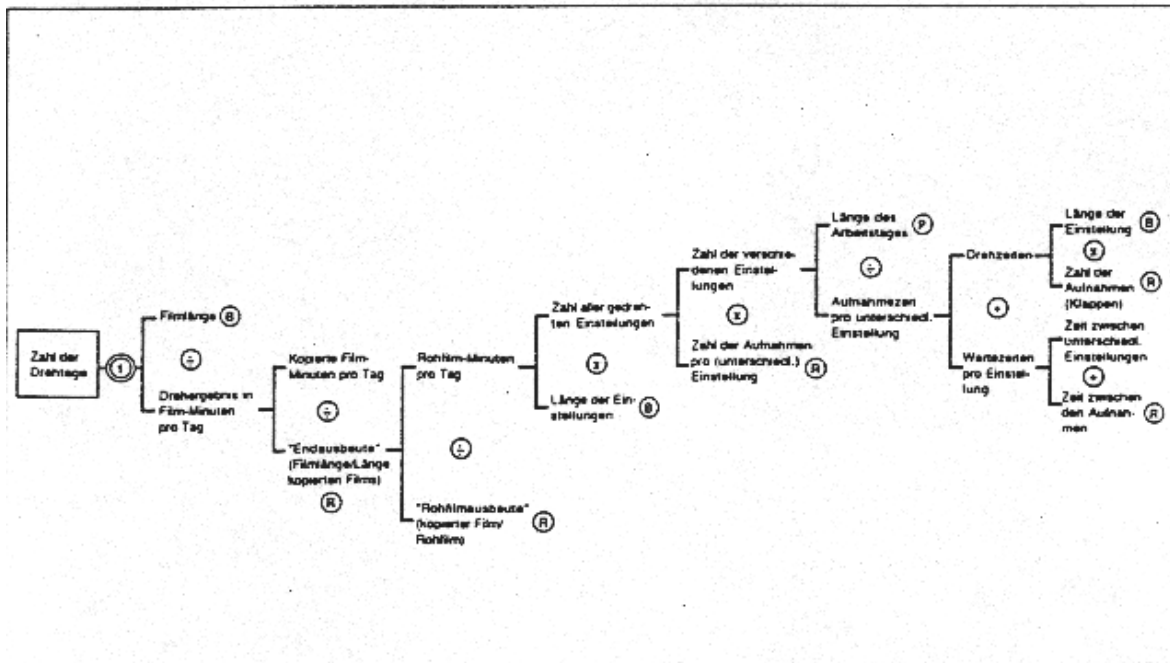 Zahl der
Drehtage
1
Filmlänge B
÷
Drehergebnis in
Film-Minuten
pro Tag
Kopierte Film-
Minuten pro Tag
÷
"Endausbeute"
(Filmlänge/Länge
kopierten Films)
R
Rohfilm-Minuten
pro Tag
÷
"Rohfilmausbeute"
(kopierter Film/
Rohfilm)
R
Zahl aller gedreh-
ten Einstellungen
x
Länge der Ein-
stellungen
B
Zahl der verschie-
denen Einstel-
lungen
x
Zahl der Aufnahmen
pro (unterschiedl.)
Einstellung
R
Länge des
Arbeitstages
P
÷
Aufnahmezeit
pro unterschiedl.
Einstellung
Drehzeiten
+
Wartezeiten
pro Einstel-
lung
Länge der
Einstellung
B
x
Zahl der
Aufnahmen
(Klappen)
R
Zeit zwischen
unterschiedl.
Einstellungen
+
Zeit zwischen
den Aufnah-
men
R